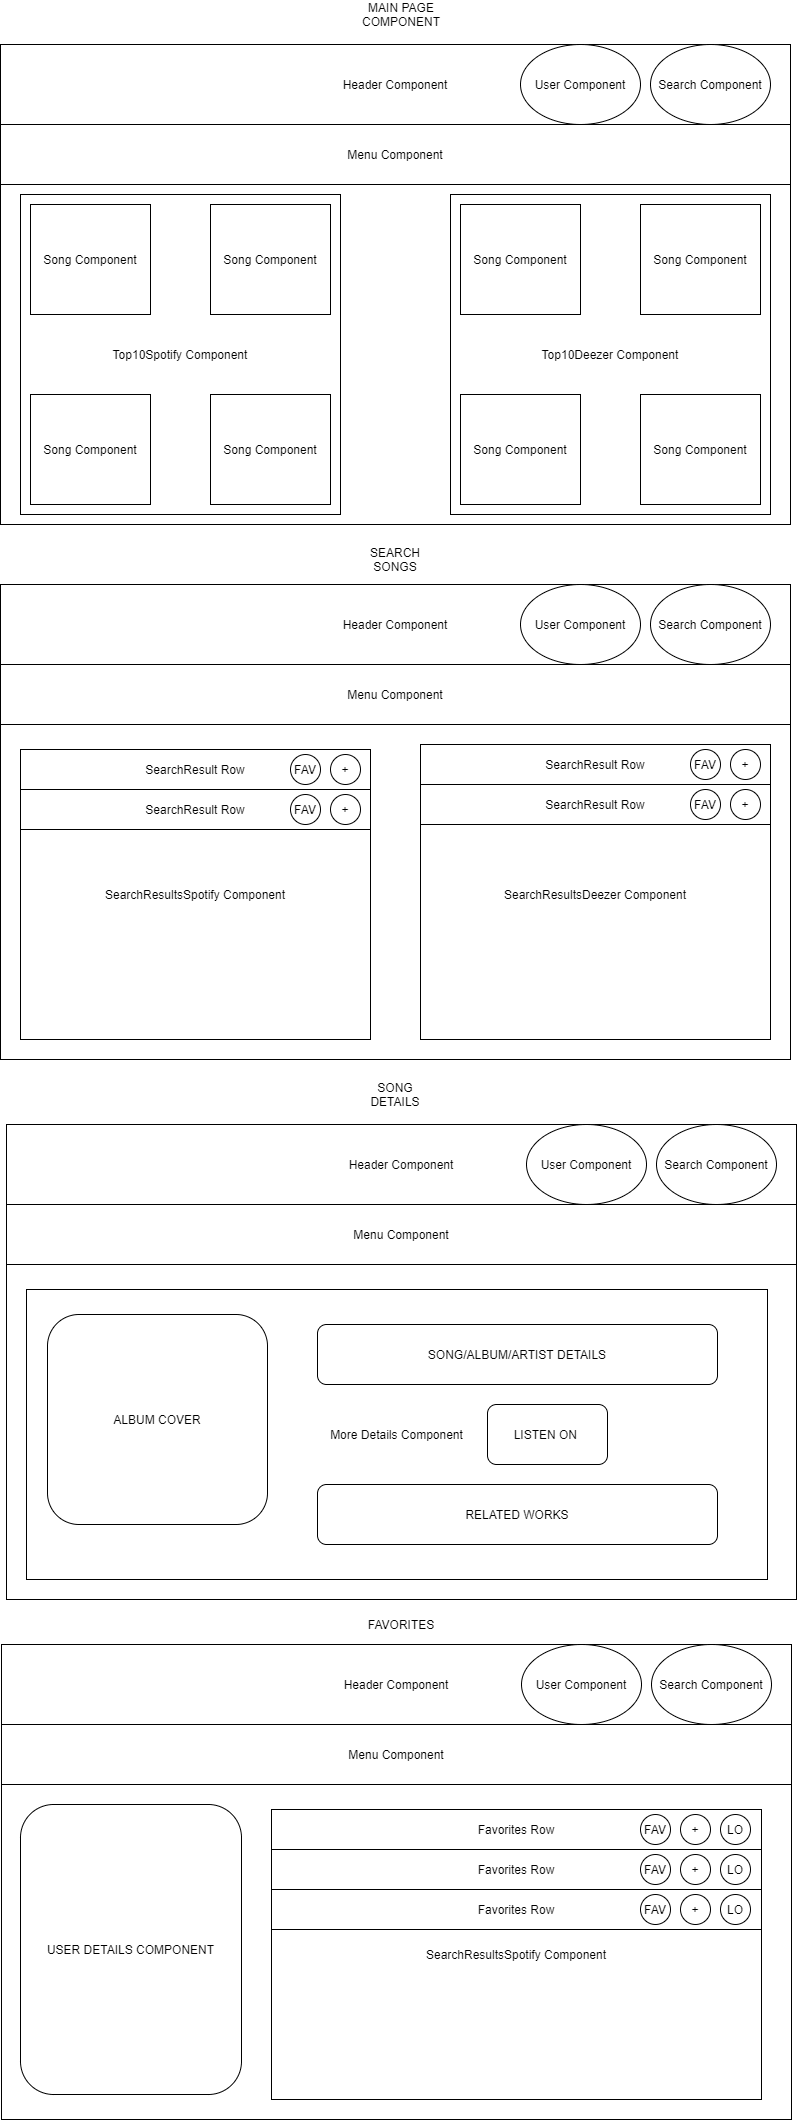 MAIN PAGE
COMPONENT
Header Component
User Component
Search Component
Menu Component
Song Component
Song Component
Song Component
Song Component
Top10Spotify Component
Top10Deezer Component
Song Component
Song Component
Song Component
Song Component
SEARCH
SONGS
Header Component
User Component
Search Component
Menu Component
SearchResult Row
FAV
+
SearchResult Row
FAV
+
SearchResult Row
FAV
+
SearchResult Row
FAV
+
SearchResultsSpotify Component
SearchResultsDeezer Component
SONG
DETAILS
Header Component
User Component
Search Component
Menu Component
ALBUM COVER
SONG/ALBUM/ARTIST DETAILS
More Details Component
LISTEN ON
RELATED WORKS
FAVORITES
Header Component
User Component
Search Component
Menu Component
USER DETAILS COMPONENT
Favorites Row
FAV
+
LO
Favorites Row
FAV
+
LO
Favorites Row
FAV
+
LO
SearchResultsSpotify Component